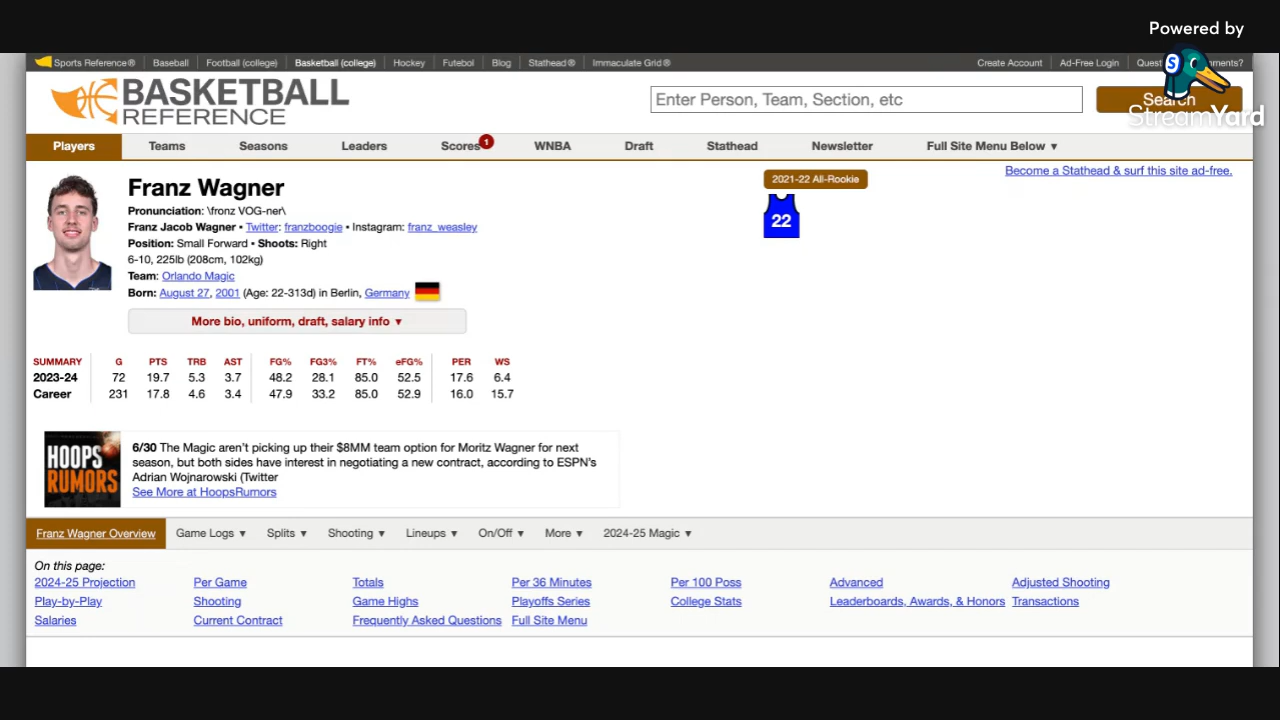 Powered by
StreamYard
Sports Reference®
Baseball
Football (college)
Basketball (college)
Hockey
Futebol
Blog
Stathead®
Immaculate Grid®
Create Account
Ad-Free Login
BASKETBALL
REFERENCE
Enter Person, Team, Section, etc
Search
Players
Teams
Seasons
Leaders
Scores 1
WNBA
Draft
Stathead
Newsletter
Full Site Menu Below ▼
Become a Stathead & surf this site ad-free.
Franz Wagner
Pronunciation: \fronz VOG-ner\
Franz Jacob Wagner • Twitter: franzboogie • Instagram: franz_weasley
Position: Small Forward • Shoots: Right
6-10, 225lb (208cm, 102kg)
Team: Orlando Magic
Born: August 27, 2001 (Age: 22-313d) in Berlin, Germany
More bio, uniform, draft, salary info ▼
2021-22 All-Rookie
22
SUMMARY G PTS TRB AST FG% FG3% FT% eFG% PER WS
2023-24 72 19.7 5.3 3.7 48.2 28.1 85.0 52.5 17.6 6.4
Career 231 17.8 4.6 3.4 47.9 33.2 85.0 52.9 16.0 15.7
HOOPS
RUMORS
6/30 The Magic aren't picking up their $8MM team option for Moritz Wagner for next
season, but both sides have interest in negotiating a new contract, according to ESPN's
Adrian Wojnarowski (Twitter
See More at HoopsRumors
Franz Wagner Overview
Game Logs ▼
Splits ▼
Shooting ▼
Lineups ▼
On/Off ▼
More ▼
2024-25 Magic ▼
On this page:
2024-25 Projection Per Game Totals Per 36 Minutes Per 100 Poss Advanced Adjusted Shooting
Play-by-Play Shooting Game Highs Playoffs Series College Stats Leaderboards, Awards, & Honors Transactions
Salaries Current Contract Frequently Asked Questions Full Site Menu